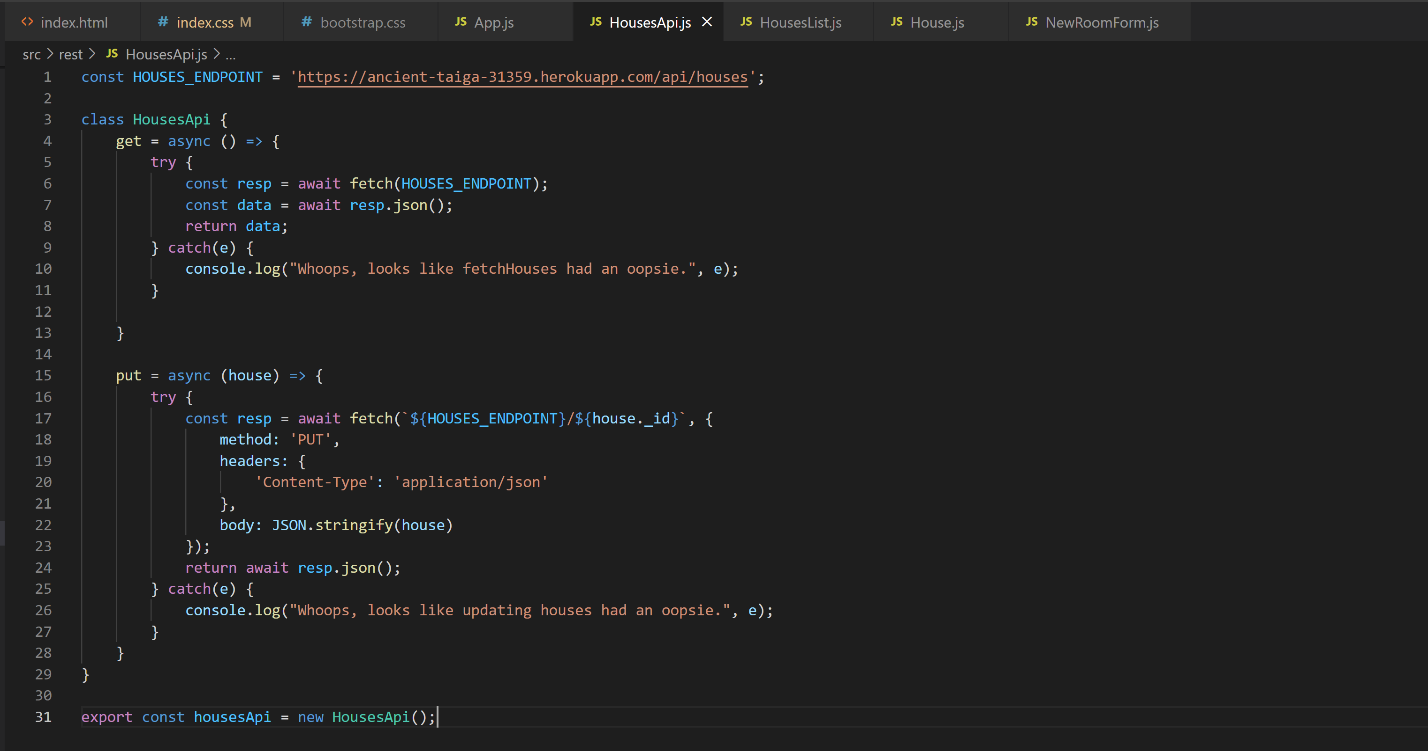 <> index.html # index.css M # bootstrap.css JS App.js JS HousesApi.js × JS HousesList.js JS House.js JS NewRoomForm.js
src > rest > JS HousesApi.js > ...
1 const HOUSES_ENDPOINT = 'https://ancient-taiga-31359.herokuapp.com/api/houses';
2
3 class HousesApi {
4     get = async () => {
5         try {
6             const resp = await fetch(HOUSES_ENDPOINT);
7             const data = await resp.json();
8             return data;
9         } catch(e) {
10             console.log("Whoops, looks like fetchHouses had an oopsie.", e);
11         }
12
13     }
14
15     put = async (house) => {
16         try {
17             const resp = await fetch(`${HOUSES_ENDPOINT}/${house._id}`, {
18                 method: 'PUT',
19                 headers: {
20                     'Content-Type': 'application/json'
21                 },
22                 body: JSON.stringify(house)
23             });
24             return await resp.json();
25         } catch(e) {
26             console.log("Whoops, looks like updating houses had an oopsie.", e);
27         }
28     }
29 }
30
31 export const housesApi = new HousesApi();